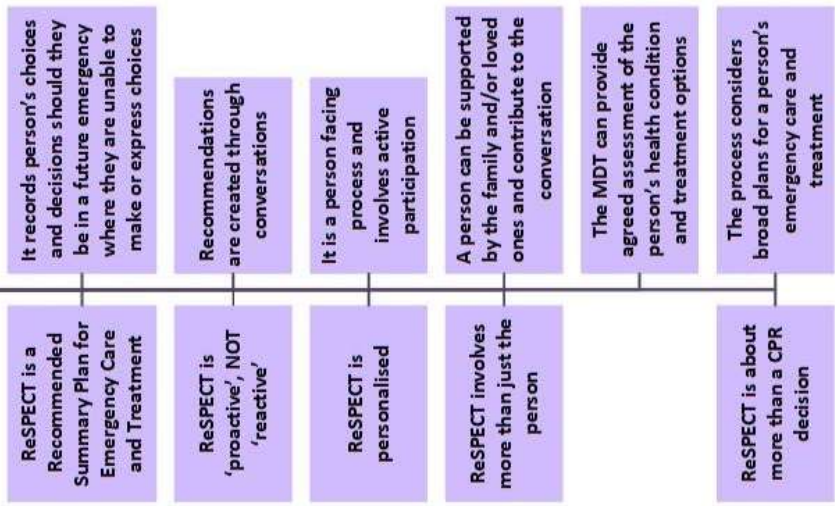 ReSPECT is a
Recommended
Summary Plan for
Emergency Care
and Treatment
It records person's choices
and decisions should they
be in a future emergency
where they are unable to
make or express choices
ReSPECT is
'proactive', NOT
'reactive'
Recommendations
are created through
conversations
ReSPECT is
personalised
It is a person facing
process and
involves active
participation
ReSPECT involves
more than just the
person
A person can be supported
by the family and/or loved
ones and contribute to the
conversation
The MDT can provide
agreed assessment of the
person's health condition
and treatment options
ReSPECT is about
more than a CPR
decision
The process considers
broad plans for a person's
emergency care and
treatment